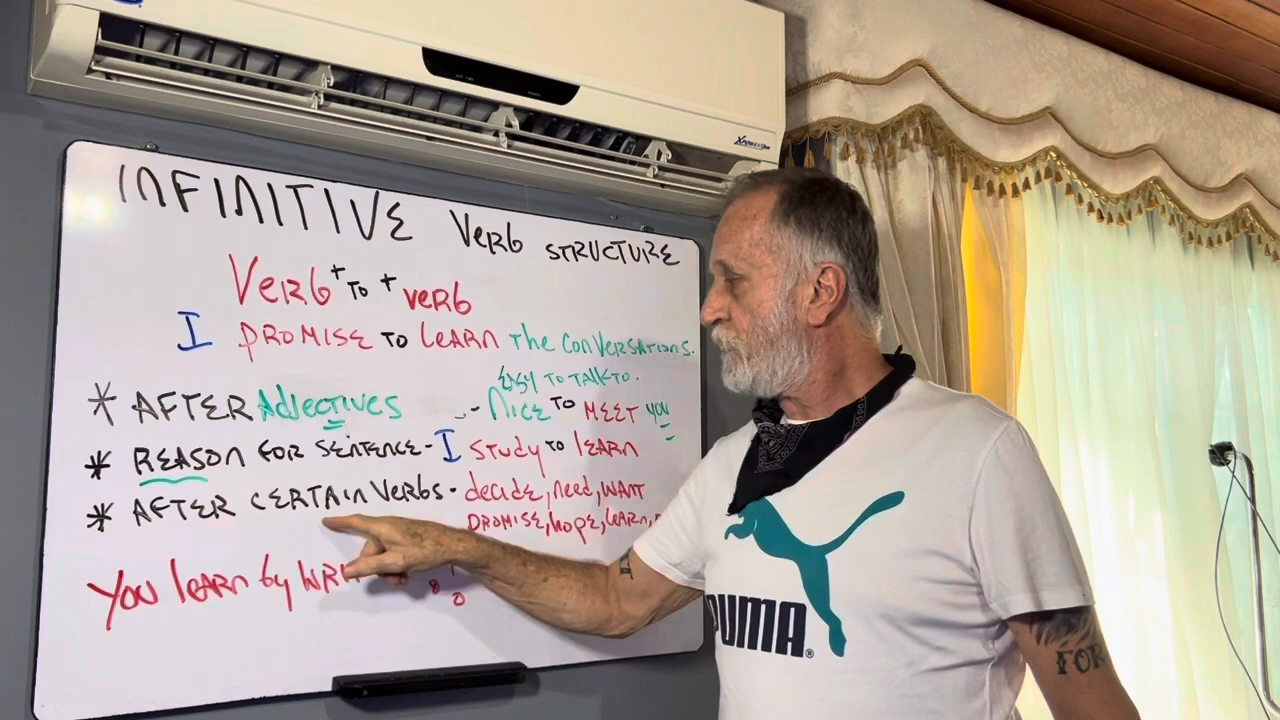 INFINITIVE VERB STRUCTURE
VERB + TO + VERB
I PROMISE TO LEARN The CONVERSATIONS.
EASY TO TALK TO.
* AFTER AdjECTIVES - NICE TO MEET YOU
* REASON FOR SENTENCE - I STUDY TO LEARN
* AFTER CERTAIN VERBS - decide, need, WANT
PROMISE, hope, LEARN,
You learn by
XPOWER
PUMA®
FOR